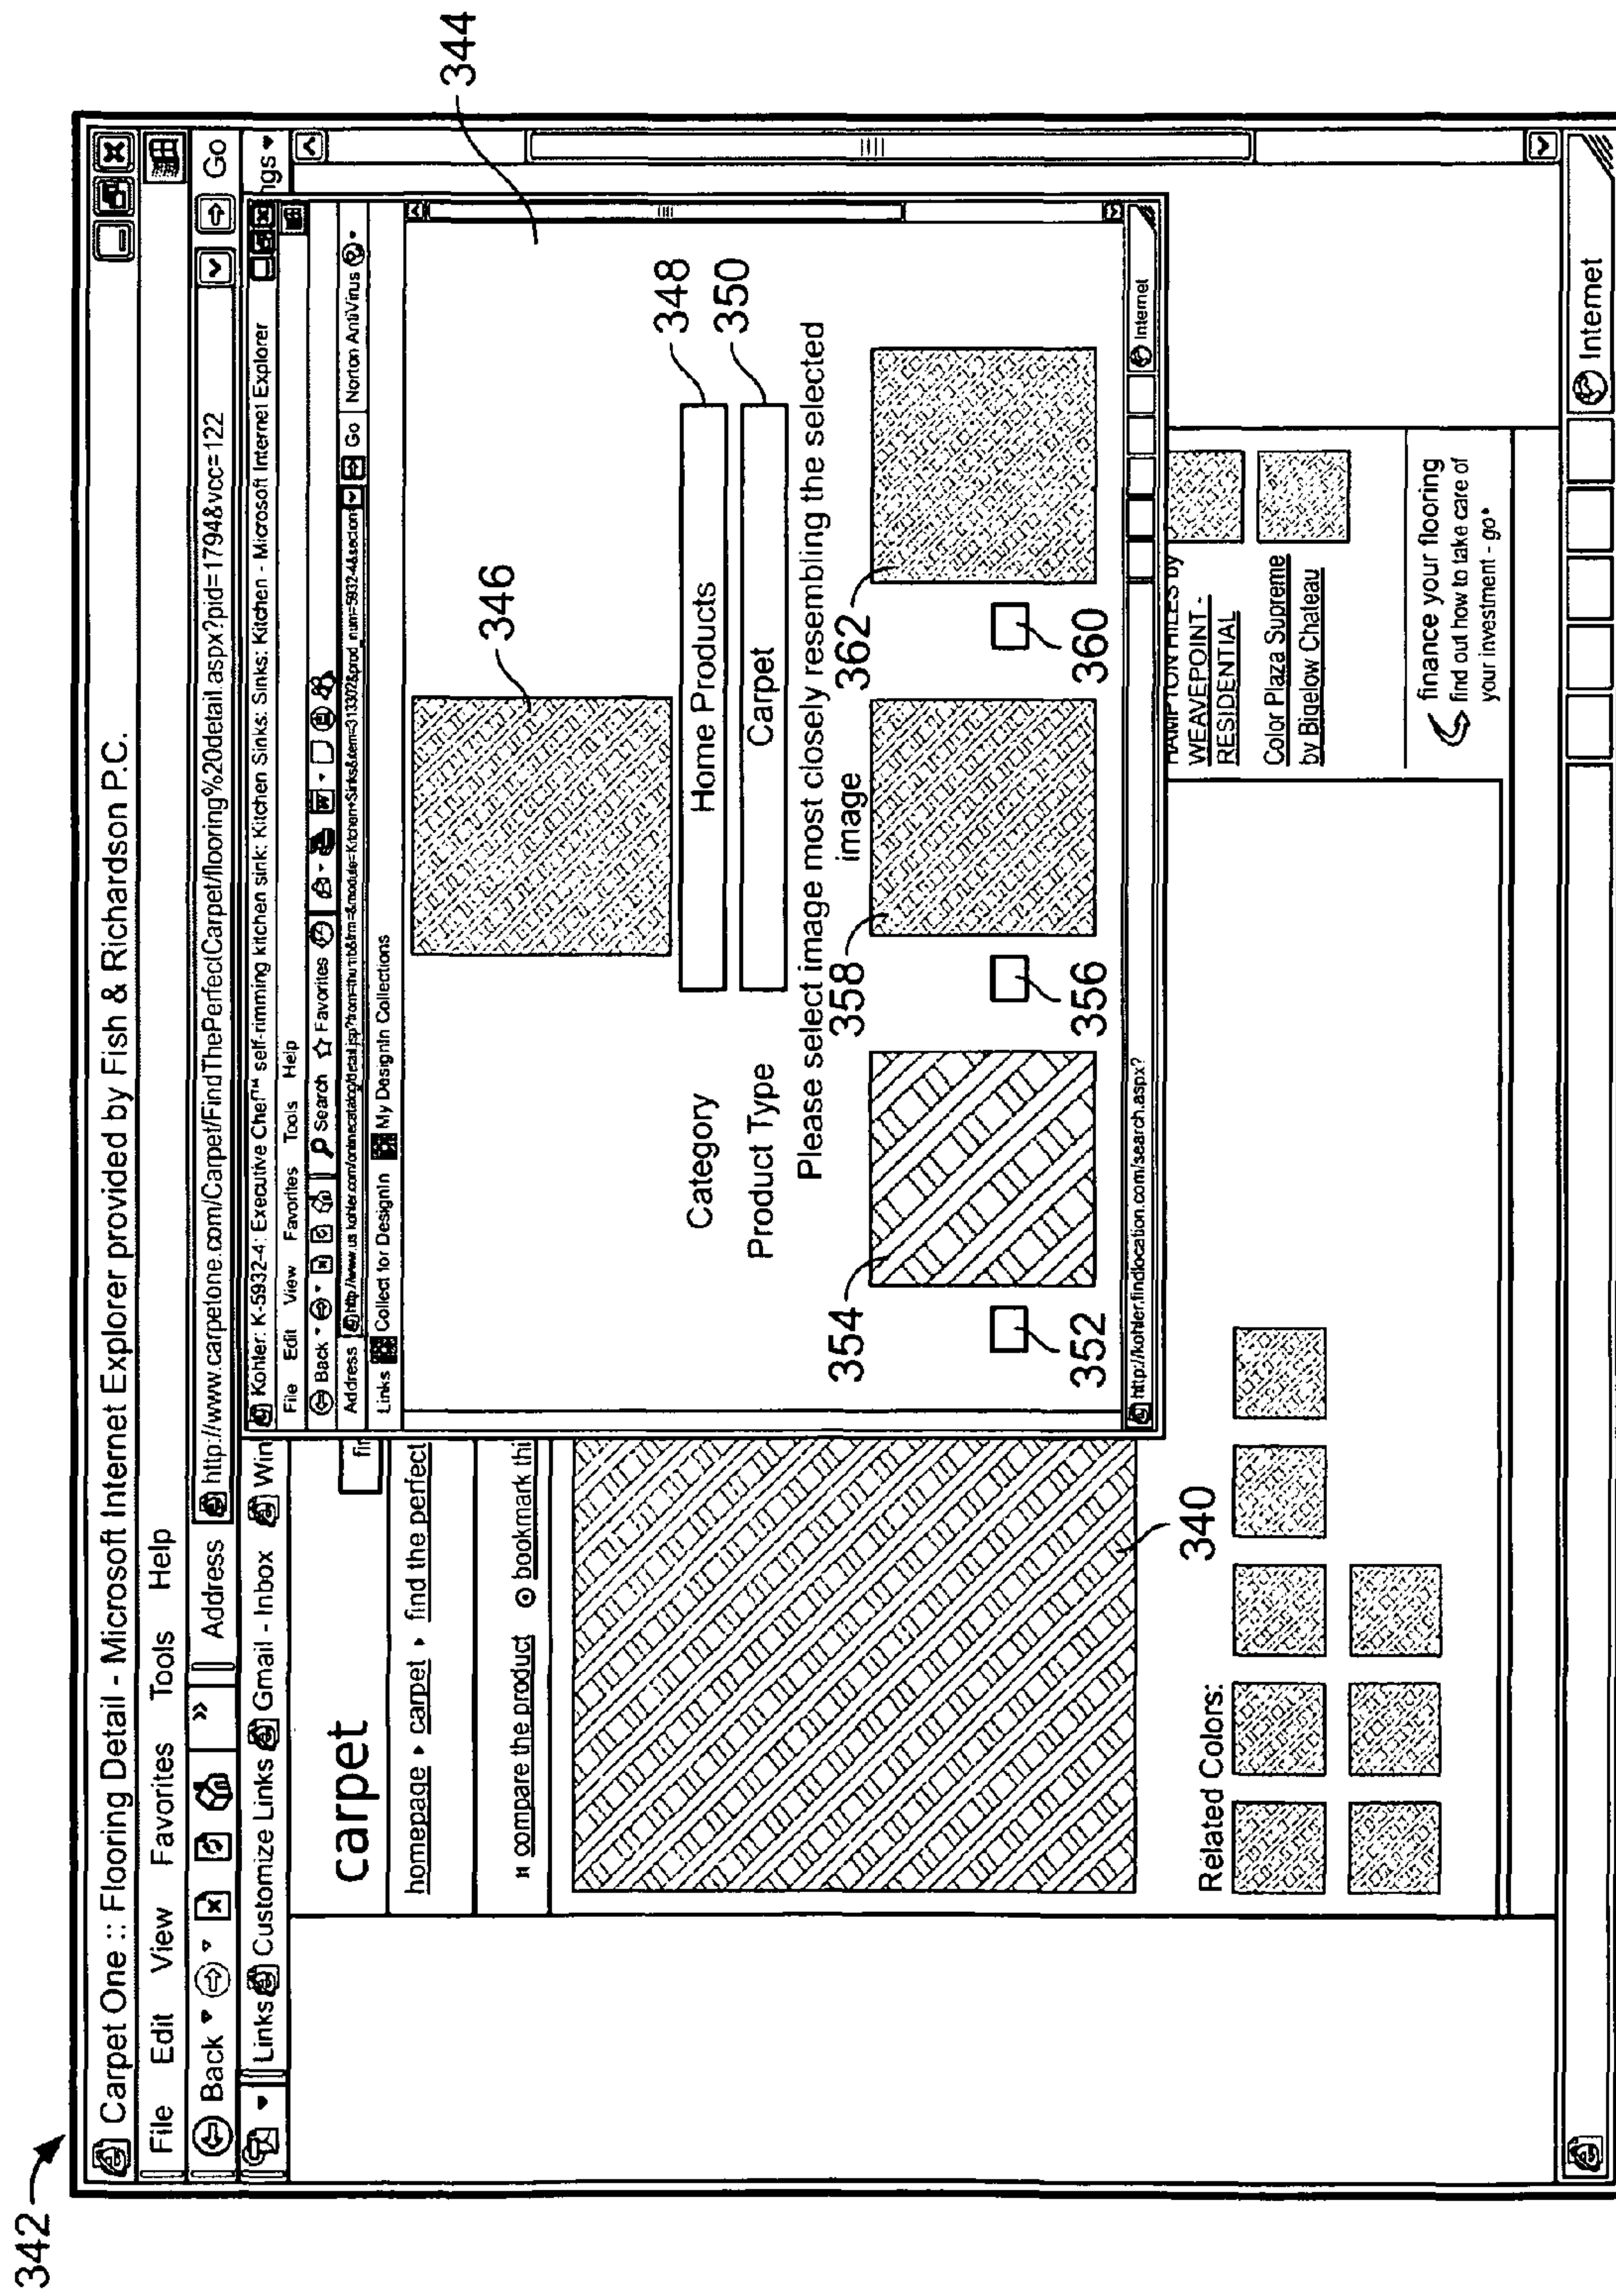 342
Carpet One :: Flooring Detail - Microsoft Internet Explorer provided by Fish & Richardson P.C.
File Edit View Favorites Tools Help
Back » Address http://www.carpetone.com/Carpet/FindThePerfectCarpet/flooring%20detail.aspx?pid=1794&vcc=122 Go
Links Customize Links Gmail - Inbox Win ngs
Kohler: K-5932-4: Executive Chef™ self-rimming kitchen sink: Kitchen Sinks: Sinks: Kitchen - Microsoft Internet Explorer
File Edit View Favorites Tools Help
Back Search Favorites
Address Go Norton AntiVirus
Links Collect for DesignIn My DesignIn Collections
344
346
Category Home Products 348
Product Type Carpet 350
Please select image most closely resembling the selected
image
354 358 362
352 356 360
http://kohler.findlocation.com/search.aspx? Internet
carpet
homepage ▸ carpet ▸ find the perfect
compare the product bookmark thi
340
Related Colors:
WEAVEPOINT -
RESIDENTIAL
Color Plaza Supreme
by Bigelow Chateau
finance your flooring
find out how to take care of
your investment - go•
Internet